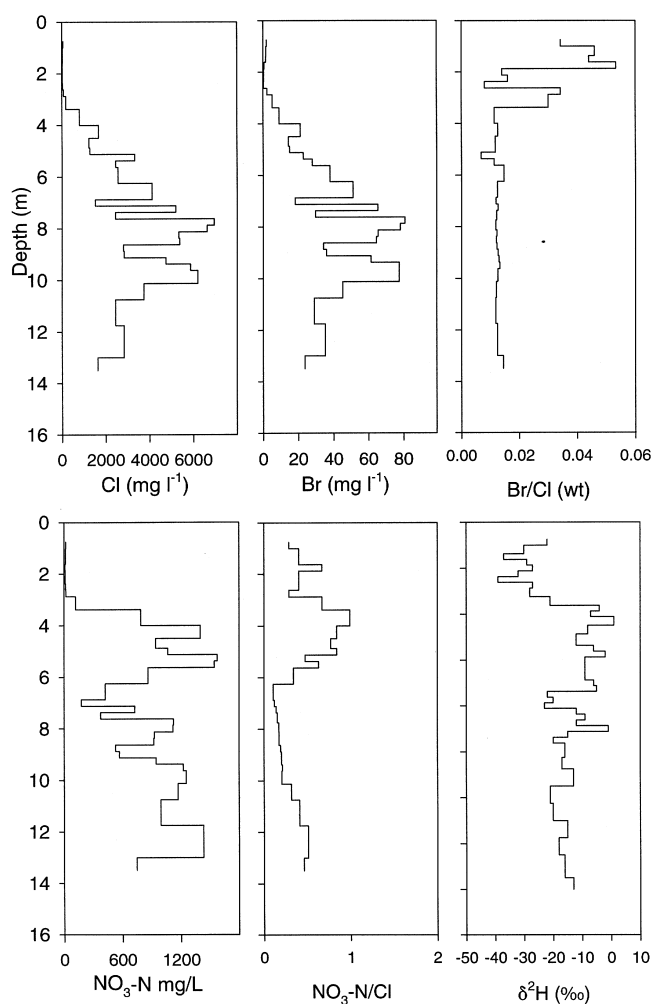 0
2
4
6
8
10
12
14
16
Depth (m)
0 2000 4000 6000
Cl (mg l⁻¹)
0 20 40 60 80
Br (mg l⁻¹)
0.00 0.02 0.04 0.06
Br/Cl (wt)
0
2
4
6
8
10
12
14
16
0 600 1200
NO₃-N mg/L
0 1 2
NO₃-N/Cl
-50 -40 -30 -20 -10 0 10
δ²H (‰)